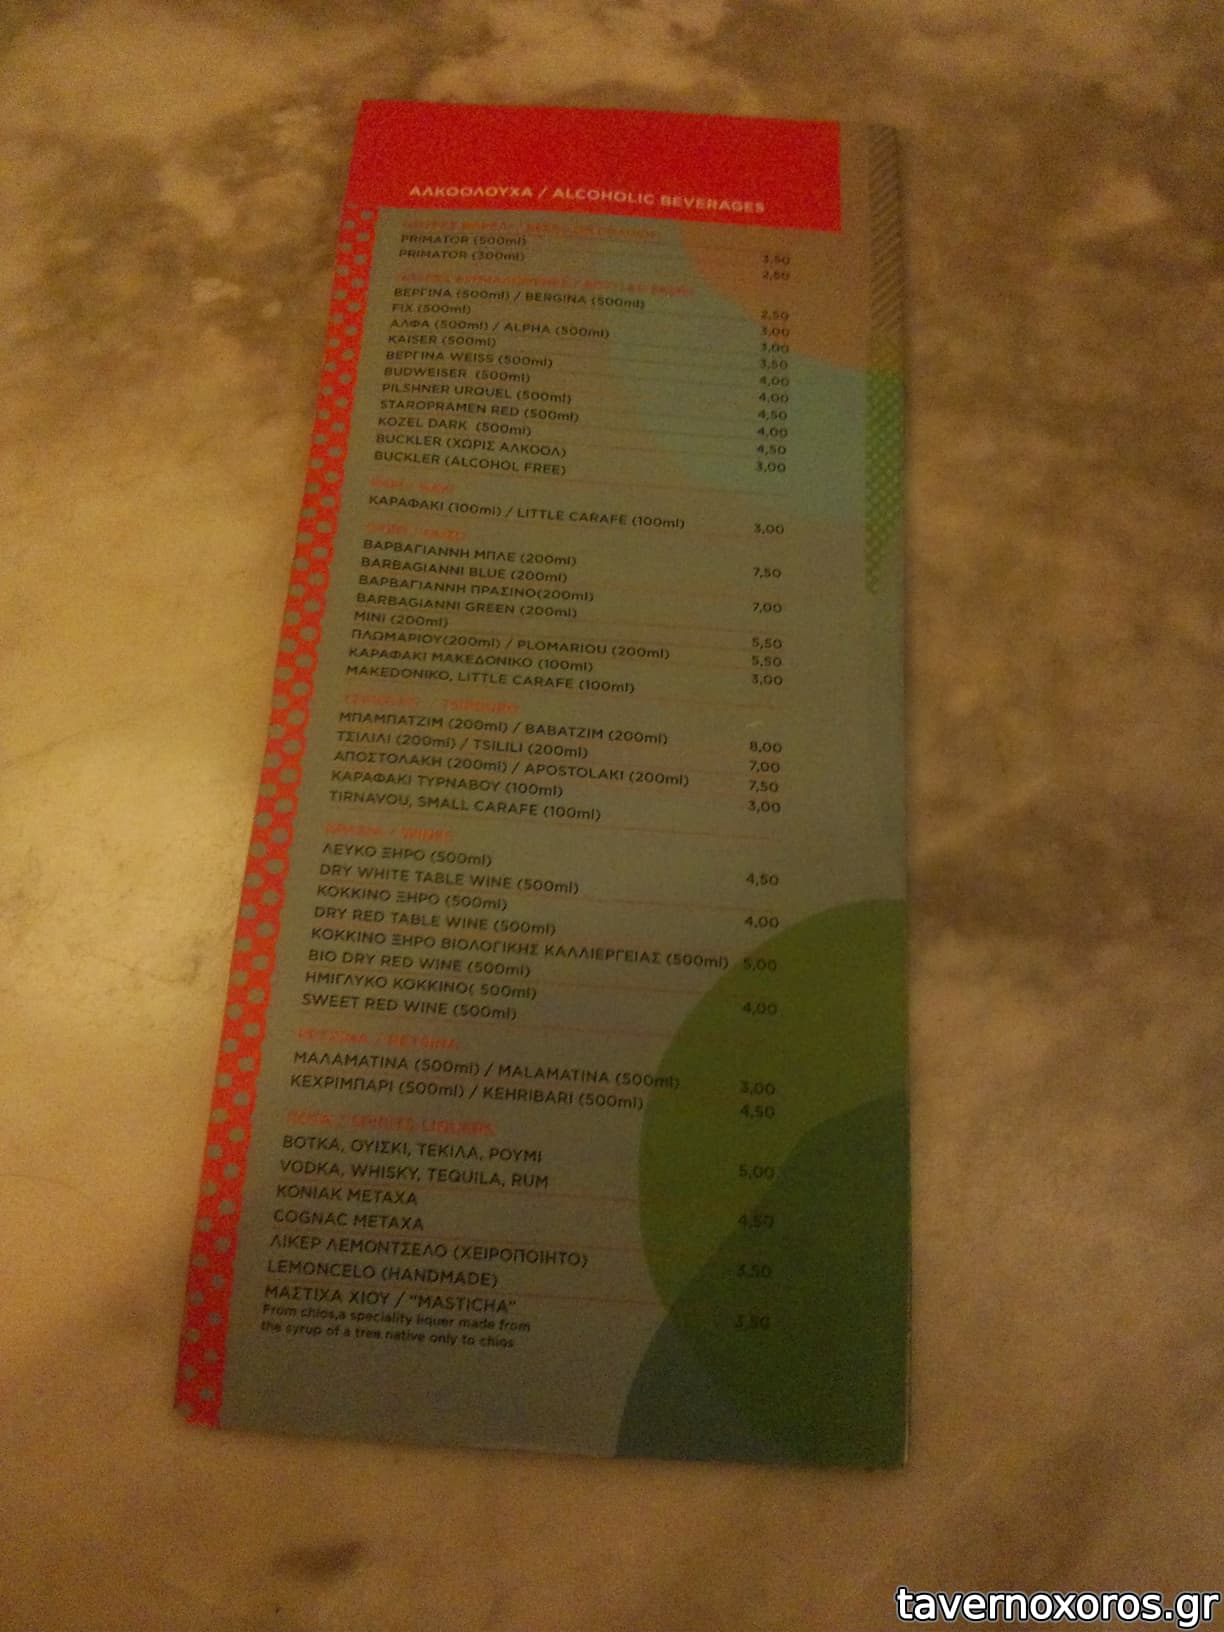 ΑΛΚΟΟΛΟΥΧΑ / ALCOHOLIC BEVERAGES
PRIMATOR (500ml) 3,50
PRIMATOR (300ml) 2,50
ΒΕΡΓΙΝΑ (500ml) / BERGINA (500ml) 2,50
FIX (500ml) 3,00
ΑΛΦΑ (500ml) / ALPHA (500ml) 3,00
KAISER (500ml) 3,50
ΒΕΡΓΙΝΑ WEISS (500ml) 4,00
BUDWEISER (500ml) 4,00
PILSHNER URQUEL (500ml) 4,50
STAROPRAMEN RED (500ml) 4,00
KOZEL DARK (500ml) 4,50
BUCKLER (ΧΩΡΙΣ ΑΛΚΟΟΛ) 3,00
BUCKLER (ALCOHOL FREE)
ΚΑΡΑΦΑΚΙ (100ml) / LITTLE CARAFE (100ml) 3,00
ΒΑΡΒΑΓΙΑΝΝΗ ΜΠΛΕ (200ml) 7,50
BARBAGIANNI BLUE (200ml)
ΒΑΡΒΑΓΙΑΝΝΗ ΠΡΑΣΙΝΟ(200ml) 7,00
BARBAGIANNI GREEN (200ml)
ΜΙΝΙ (200ml) 5,50
ΠΛΩΜΑΡΙΟΥ(200ml) / PLOMARIOU (200ml) 5,50
ΚΑΡΑΦΑΚΙ ΜΑΚΕΔΟΝΙΚΟ (100ml) 3,00
MAKEDONIKO, LITTLE CARAFE (100ml)
ΤΣΙΠΟΥΡΟ / TSIPOURO
ΜΠΑΜΠΑΤΖΙΜ (200ml) / BABATZIM (200ml) 8,00
ΤΣΙΛΙΛΙ (200ml) / TSILILI (200ml) 7,00
ΑΠΟΣΤΟΛΑΚΗ (200ml) / APOSTOLAKI (200ml) 7,50
ΚΑΡΑΦΑΚΙ ΤΥΡΝΑΒΟΥ (100ml) 3,00
TIRNAVOU, SMALL CARAFE (100ml)
/ WINES
ΛΕΥΚΟ ΞΗΡΟ (500ml) 4,50
DRY WHITE TABLE WINE (500ml)
ΚΟΚΚΙΝΟ ΞΗΡΟ (500ml) 4,00
DRY RED TABLE WINE (500ml)
ΚΟΚΚΙΝΟ ΞΗΡΟ ΒΙΟΛΟΓΙΚΗΣ ΚΑΛΛΙΕΡΓΕΙΑΣ (500ml) 5,00
BIO DRY RED WINE (500ml)
ΗΜΙΓΛΥΚΟ ΚΟΚΚΙΝΟ( 500ml) 4,00
SWEET RED WINE (500ml)
ΡΕΤΣΙΝΑ / RETSINA
ΜΑΛΑΜΑΤΙΝΑ (500ml) / MALAMATINA (500ml) 3,00
ΚΕΧΡΙΜΠΑΡΙ (500ml) / KEHRIBARI (500ml) 4,50
ΠΟΤΑ / SPIRITS LIQUERS
ΒΟΤΚΑ, ΟΥΙΣΚΙ, ΤΕΚΙΛΑ, ΡΟΥΜΙ 5,00
VODKA, WHISKY, TEQUILA, RUM
ΚΟΝΙΑΚ ΜΕΤΑΧΑ 4,50
COGNAC METAXA
ΛΙΚΕΡ ΛΕΜΟΝΤΣΕΛΟ (ΧΕΙΡΟΠΟΙΗΤΟ) 3,50
LEMONCELO (HANDMADE)
ΜΑΣΤΙΧΑ ΧΙΟΥ / "MASTICHA" 3,50
From chios,a speciality liquer made from
the syrup of a tree native only to chios
tavernoxoros.gr